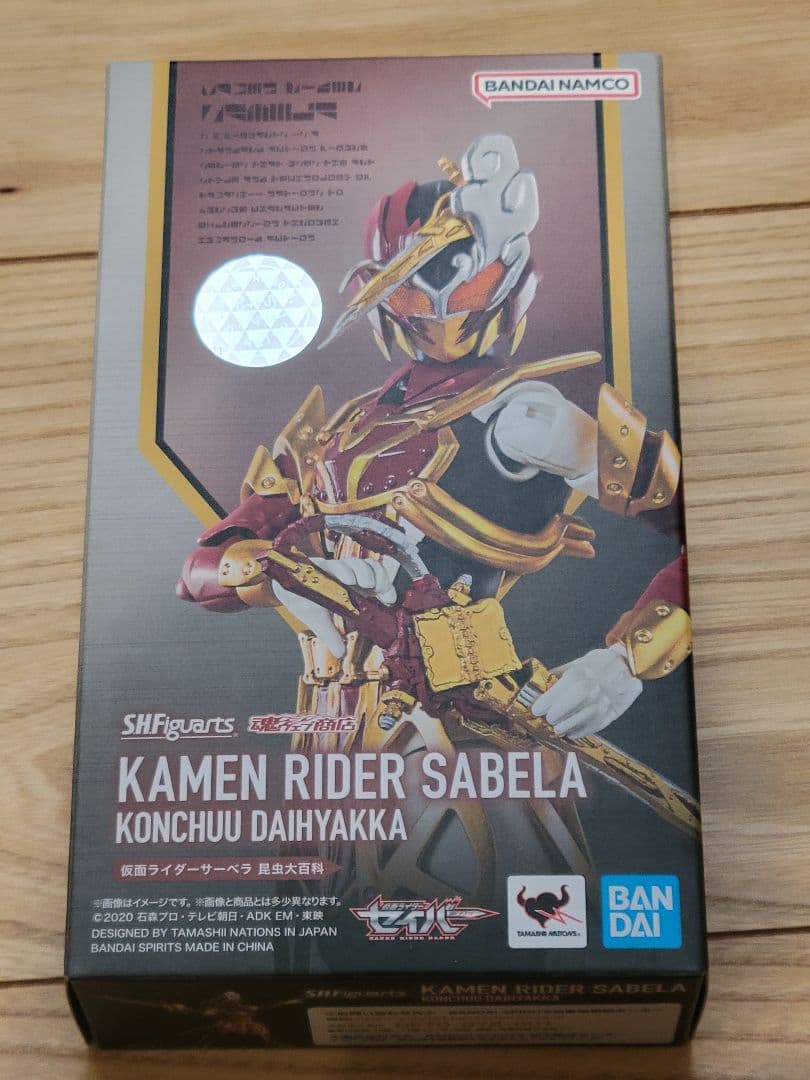 BANDAI NAMCO
S.H.Figuarts
魂ウェブ商店
KAMEN RIDER SABELA
KONCHUU DAIHYAKKA
仮面ライダーサーベラ 昆虫大百科
※画像はイメージです。※画像と商品とは多少異なります。
©2020 石森プロ・テレビ朝日・ADK EM・東映
DESIGNED BY TAMASHII NATIONS IN JAPAN
BANDAI SPIRITS MADE IN CHINA
仮面ライダー
セイバー
KAMEN RIDER SABER
TAMASHII NATIONS
BAN
DAI
S.H.Figuarts
KAMEN RIDER SABELA
KONCHUU DAIHYAKKA